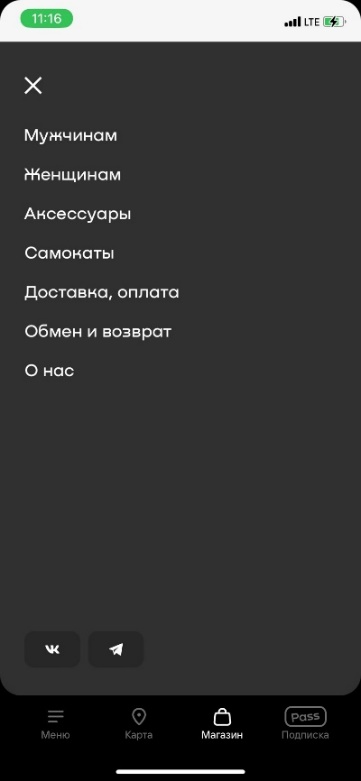 11:16
LTE
Мужчинам
Женщинам
Аксессуары
Самокаты
Доставка, оплата
Обмен и возврат
О нас
Меню
Карта
Магазин
Pass
Подписка